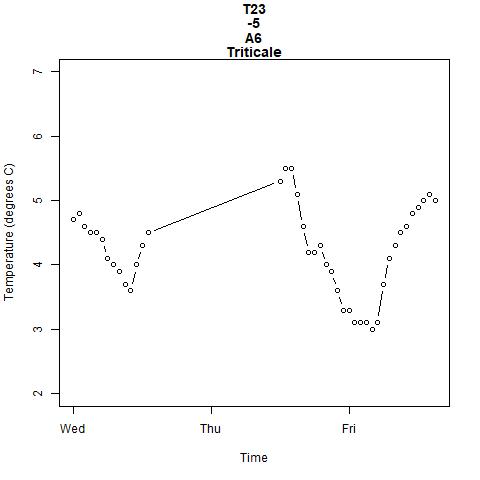 T23
-5
A6
Triticale
7
6
5
4
3
2
Temperature (degrees C)
Wed Thu Fri
Time